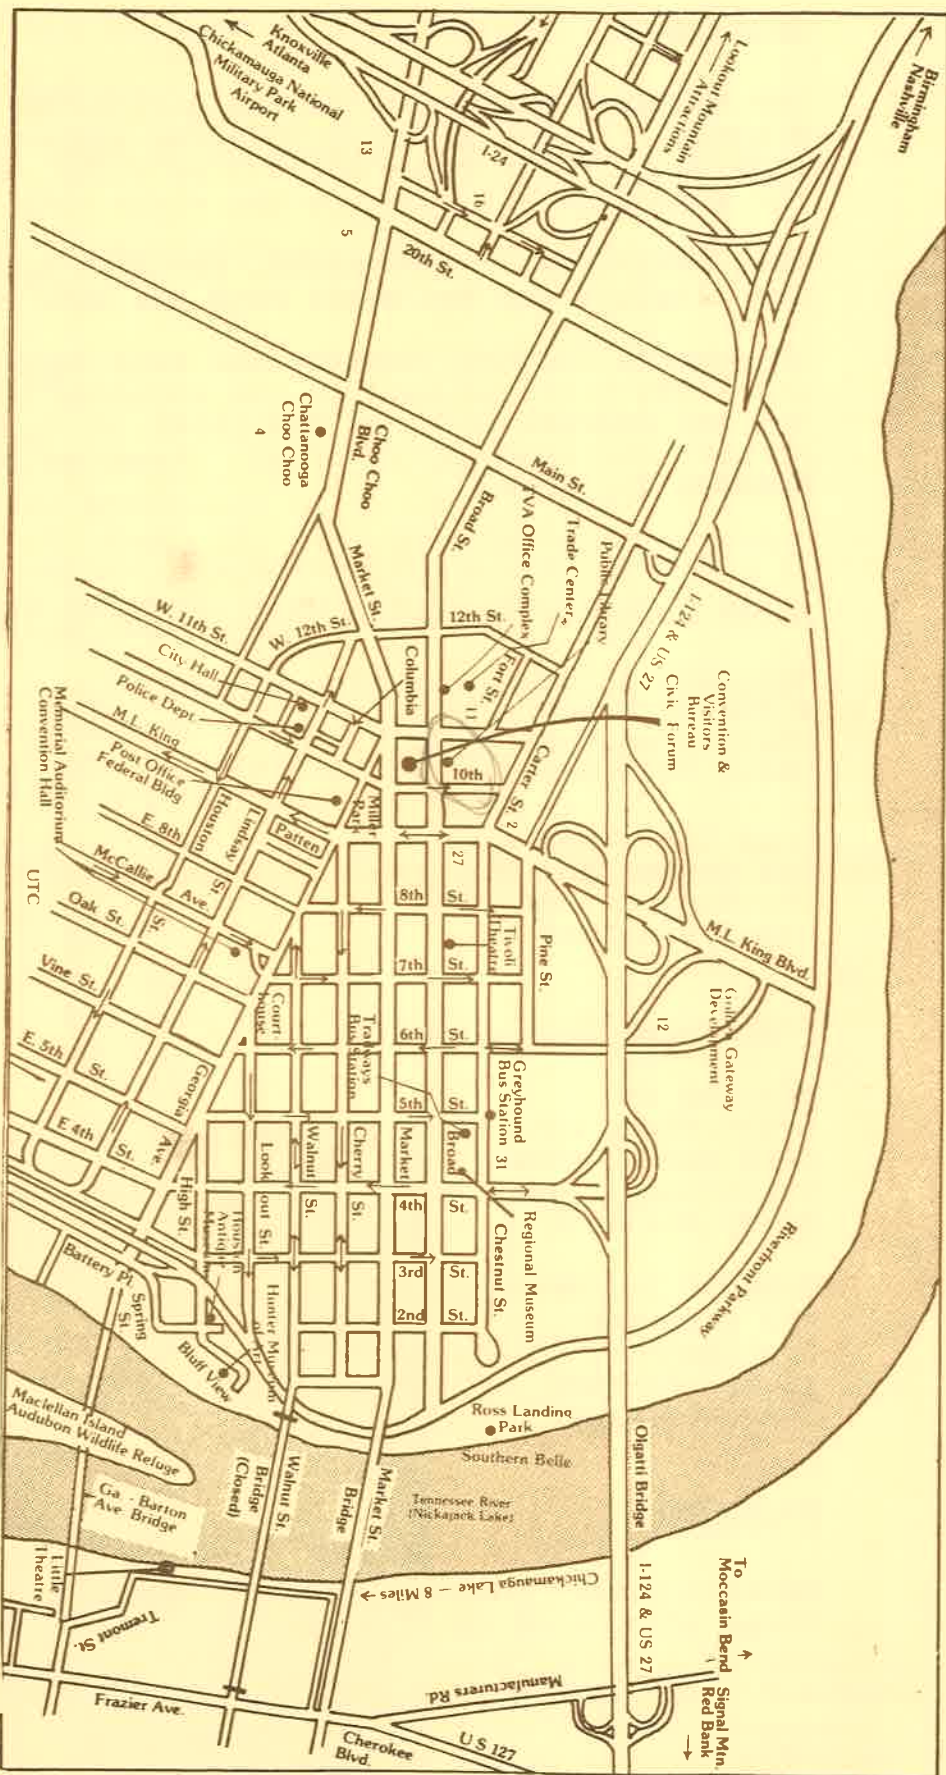 Birmingham
Nashville
Lookout Mountain
Attractions
Knoxville
Atlanta
Chickamauga National
Military Park
Airport
13
I-24
16
5
20th St.
Chattanooga
Choo Choo
4
Choo Choo
Blvd.
Main St.
Broad St.
TVA Office Complex
Trade Center
Public Library
I-124 & US 27
Convention &
Visitors
Bureau
Civic Forum
Market St.
W. 12th St.
12th St.
Fort St.
11
Columbia
W. 11th St.
City Hall
Police Dept.
M.L. King
Post Office
Federal Bldg
Memorial Auditorium
Convention Hall
10th
Carter St. 2
Miller
Park
Patten
Lindsay
St.
Houston
St.
E. 8th
Ave.
McCallie
UTC
Oak St.
Vine St.
27
8th St.
Tivoli
Theatre
7th St.
Pine St.
M.L. King Blvd.
Gateway
Development
12
6th St.
Court
house
Trailways
Bus Station
Greyhound
Bus Station 31
5th St.
E. 5th
St.
E 4th
St.
Georgia
Ave.
High St.
Look out St.
Walnut
St.
Cherry
St.
Market
Broad
4th St.
3rd St.
2nd St.
Chestnut St.
Regional Museum
Riverfront Parkway
Houston
Antique
Hunter Museum
of Art
Battery Pl.
Spring
St
Bluff View
Ross Landing
Park
Southern Belle
Olgatti Bridge
Maclellan Island
Audubon Wildlife Refuge
Ga - Barton
Ave. Bridge
Walnut St.
Bridge
(Closed)
Market St.
Bridge
Tennessee River
(Nickajack Lake)
Chickamauga Lake — 8 Miles
Little
Theatre
Tremont St.
Frazier Ave.
Manufacturers Rd.
I-124 & US 27
To
Moccasin Bend
Signal Mtn.
Red Bank
Cherokee
Blvd.
U S 127